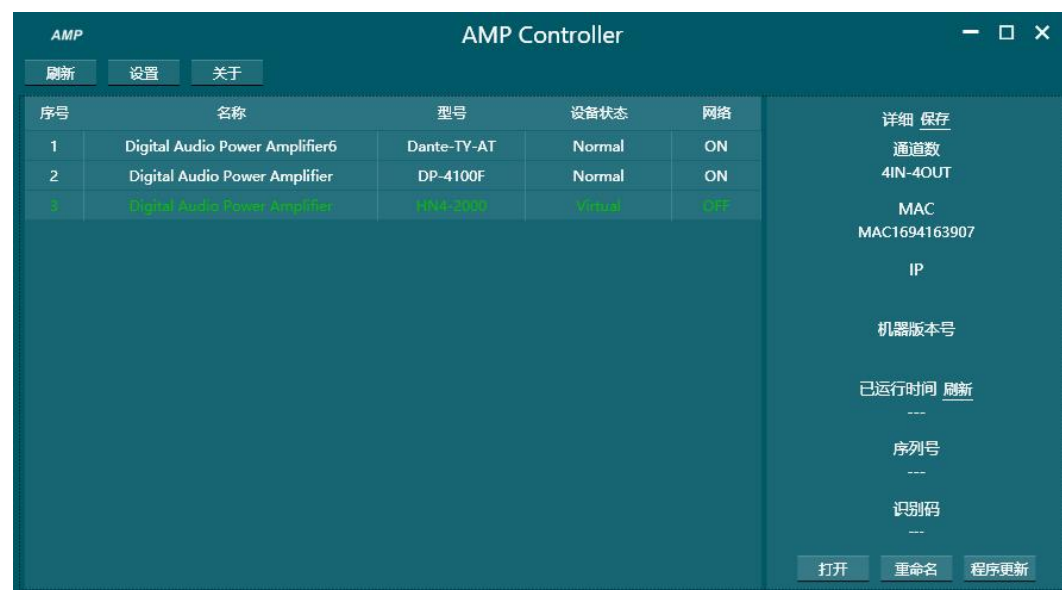 AMP
AMP Controller
刷新 设置 关于
序号 名称 型号 设备状态 网络
1 Digital Audio Power Amplifier6 Dante-TY-AT Normal ON
2 Digital Audio Power Amplifier DP-4100F Normal ON
3 Digital Audio Power Amplifier HN4-2000 Virtual OFF
详细 保存
通道数
4IN-4OUT
MAC
MAC1694163907
IP
机器版本号
已运行时间 刷新
---
序列号
---
识别码
---
打开 重命名 程序更新